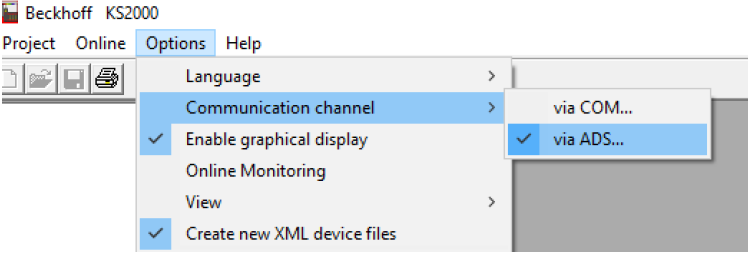 Beckhoff KS2000
Project Online Options Help
Language
Communication channel
via COM...
Enable graphical display
via ADS...
Online Monitoring
View
Create new XML device files